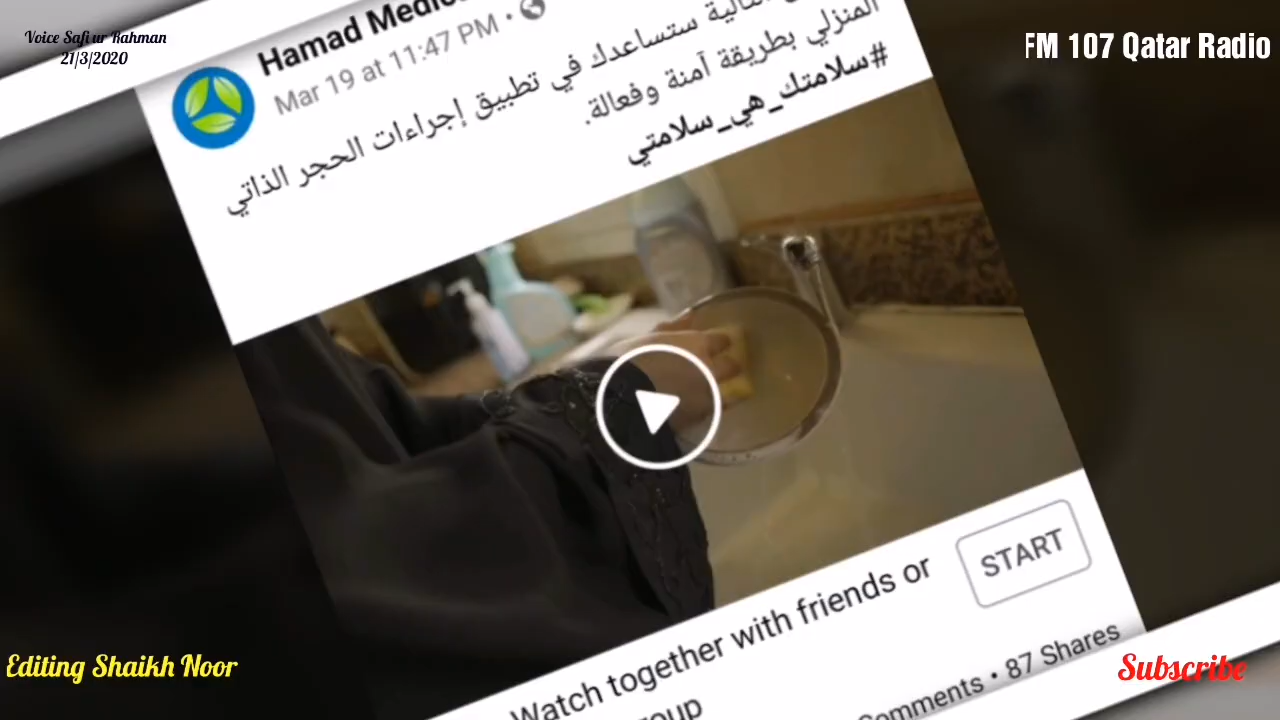 Voice Safi ur Rahman
21/3/2020
FM 107 Qatar Radio
Hamad
Mar 19 at 11:47 PM •
ستساعدك في تطبيق إجراءات الحجر الذاتي
المنزلي بطريقة آمنة وفعالة.
#سلامتك_هي_سلامتي
START
Watch together with friends or
Comments • 87 Shares
Editing Shaikh Noor
Subscribe